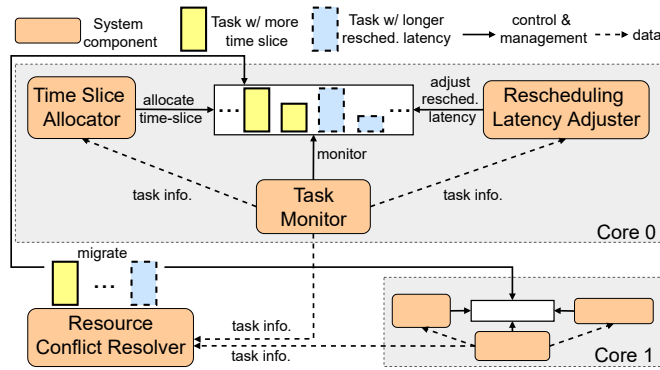 System component
Task w/ more time slice
Task w/ longer resched. latency
control & management
data
Time Slice Allocator
allocate time-slice
...
...
adjust resched. latency
Rescheduling Latency Adjuster
monitor
task info.
Task Monitor
task info.
Core 0
migrate
...
Resource Conflict Resolver
task info.
task info.
Core 1